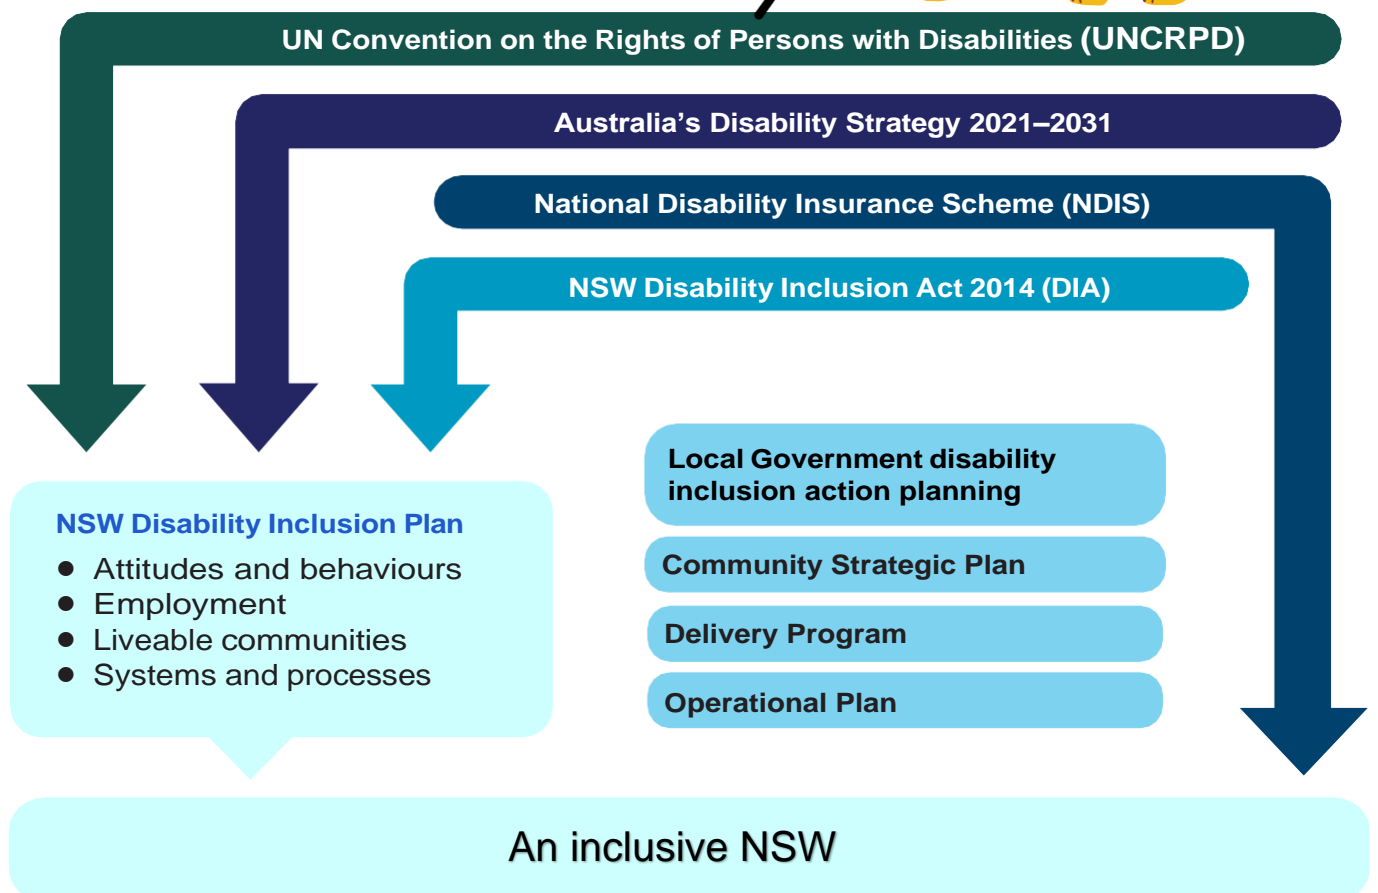 UN Convention on the Rights of Persons with Disabilities (UNCRPD)
Australia’s Disability Strategy 2021–2031
National Disability Insurance Scheme (NDIS)
NSW Disability Inclusion Act 2014 (DIA)
Local Government disability
inclusion action planning
Community Strategic Plan
Delivery Program
Operational Plan
NSW Disability Inclusion Plan
● Attitudes and behaviours
● Employment
● Liveable communities
● Systems and processes
An inclusive NSW